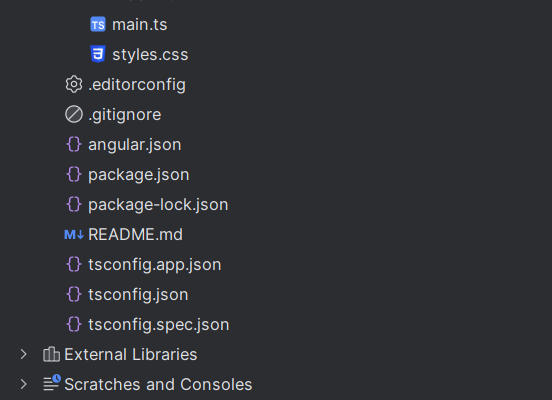 main.ts
styles.css
.editorconfig
.gitignore
angular.json
package.json
package-lock.json
README.md
tsconfig.app.json
tsconfig.json
tsconfig.spec.json
External Libraries
Scratches and Consoles